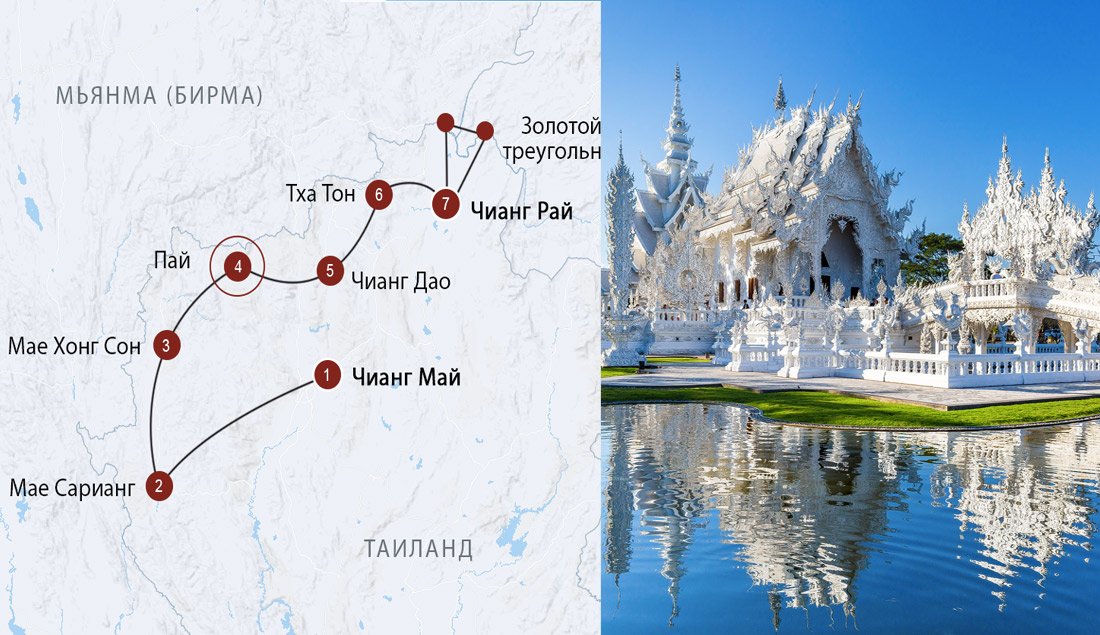 МЬЯНМА (БИРМА)
Золотой
треугольн
Тха Тон
6
7
Чианг Рай
Пай
4
5
Чианг Дао
Мае Хонг Сон
3
1
Чианг Май
Мае Сарианг
2
ТАИЛАНД